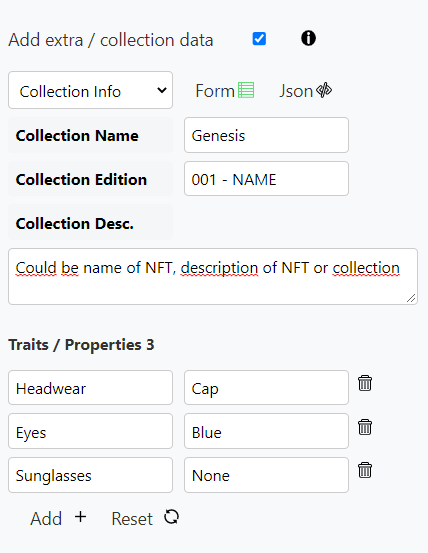 Add extra / collection data
Collection Info Form Json
Collection Name Genesis
Collection Edition 001 - NAME
Collection Desc.
Could be name of NFT, description of NFT or collection
Traits / Properties 3
Headwear Cap
Eyes Blue
Sunglasses None
Add + Reset